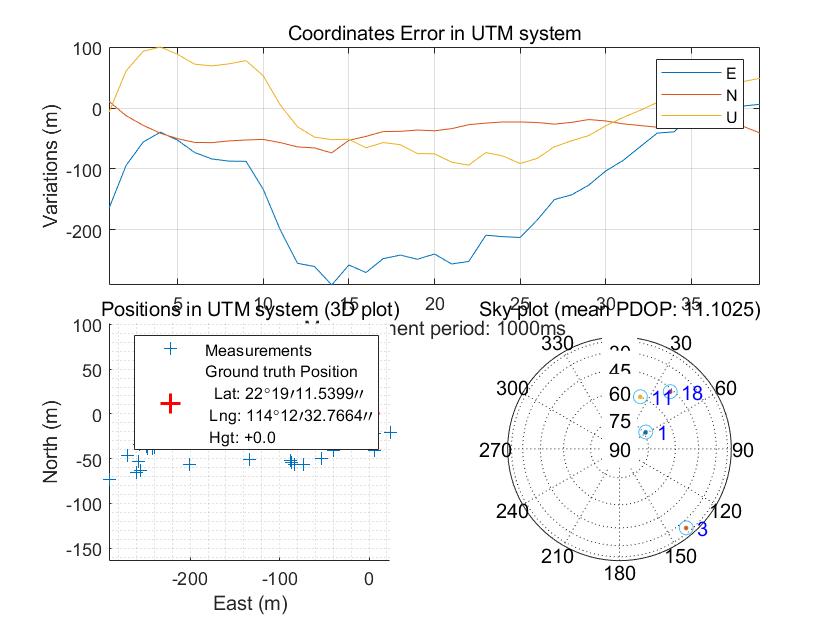 Coordinates Error in UTM system
100
0
-100
-200
Variations (m)
E
N
U
5
10
15
20
25
30
35
ment period: 1000ms
Positions in UTM system (3D plot)
100
50
0
-50
-100
-150
North (m)
Measurements
Ground truth Position
Lat: 22°19′11.5399″
Lng: 114°12′32.7664″
Hgt: +0.0
-200
-100
0
East (m)
Sky plot (mean PDOP: 11.1025)
330
30
300
60
270
90
240
120
210
150
180
45
60
75
90
11
18
1
3